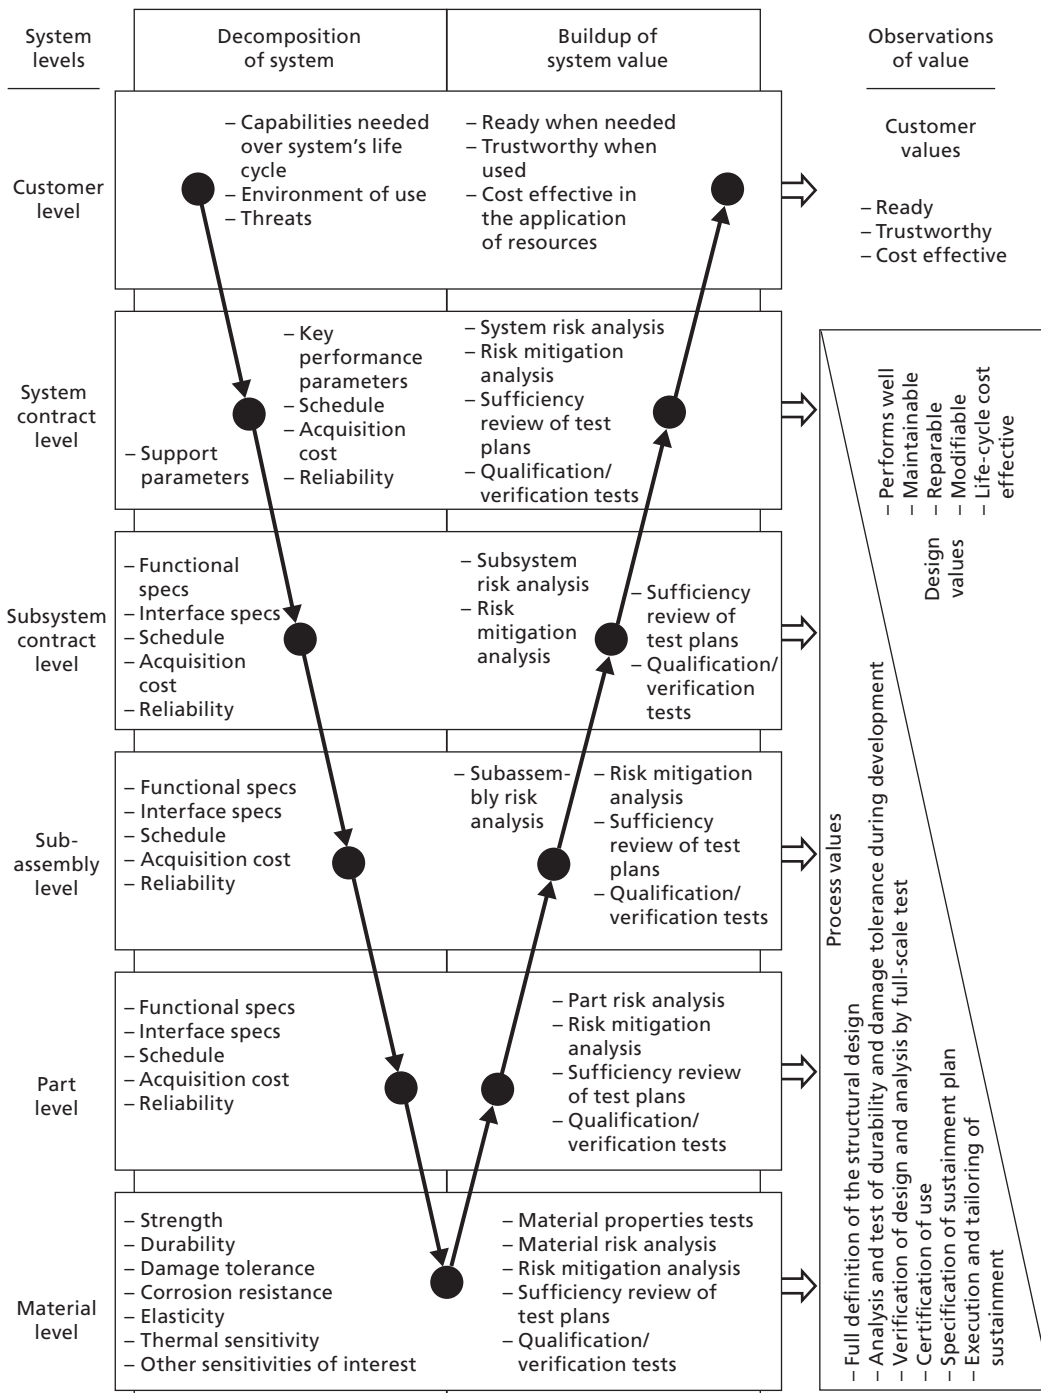 System
levels
Decomposition
of system
Buildup of
system value
Observations
of value
Customer
level
– Capabilities needed
over system's life
cycle
– Environment of use
– Threats
– Ready when needed
– Trustworthy when
used
– Cost effective in
the application
of resources
Customer
values
– Ready
– Trustworthy
– Cost effective
System
contract level
– Support
parameters
– Key
performance
parameters
– Schedule
– Acquisition
cost
– Reliability
– System risk analysis
– Risk mitigation
analysis
– Sufficiency
review of test
plans
– Qualification/
verification tests
Subsystem
contract level
– Functional
specs
– Interface specs
– Schedule
– Acquisition
cost
– Reliability
– Subsystem
risk analysis
– Risk
mitigation
analysis
– Sufficiency
review of
test plans
– Qualification/
verification
tests
Sub-
assembly
level
– Functional specs
– Interface specs
– Schedule
– Acquisition cost
– Reliability
– Subassem-
bly risk
analysis
– Risk mitigation
analysis
– Sufficiency
review of test
plans
– Qualification/
verification tests
Part
level
– Functional specs
– Interface specs
– Schedule
– Acquisition cost
– Reliability
– Part risk analysis
– Risk mitigation
analysis
– Sufficiency review
of test plans
– Qualification/
verification tests
Material
level
– Strength
– Durability
– Damage tolerance
– Corrosion resistance
– Elasticity
– Thermal sensitivity
– Other sensitivities of interest
– Material properties tests
– Material risk analysis
– Risk mitigation analysis
– Sufficiency review of
test plans
– Qualification/
verification tests
Design
values
– Performs well
– Maintainable
– Reparable
– Modifiable
– Life-cycle cost
effective
Process values
– Full definition of the structural design
– Analysis and test of durability and damage tolerance during development
– Verification of design and analysis by full-scale test
– Certification of use
– Specification of sustainment plan
– Execution and tailoring of
sustainment